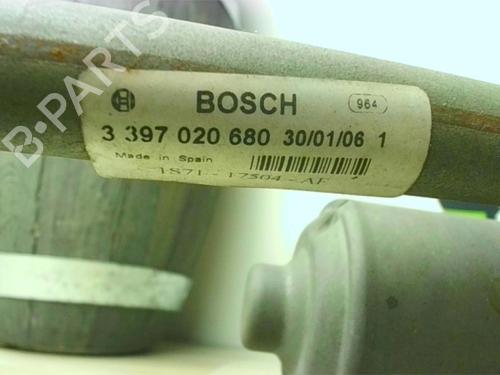 BOSCH 964
3 397 020 680 30/01/06 1
Made in Spain
1S71-17504-AF
B-PARTS